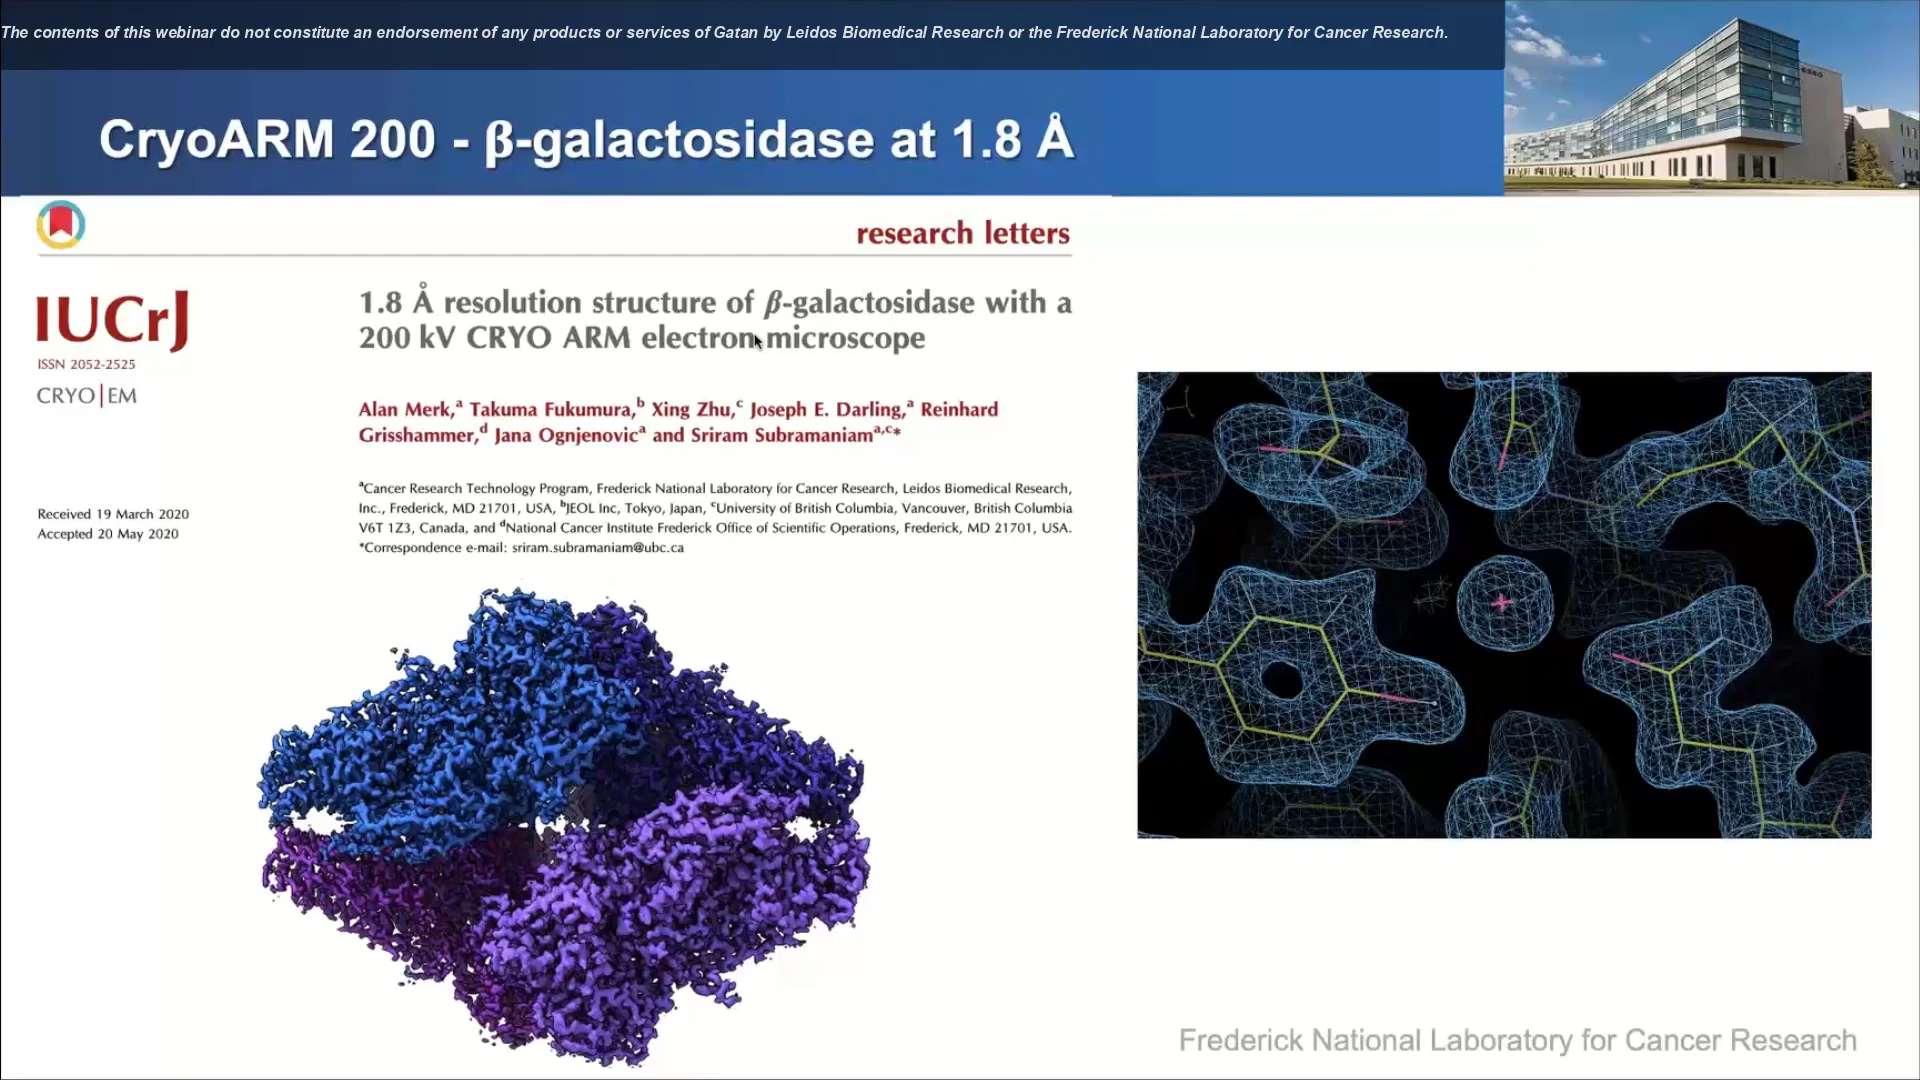 The contents of this webinar do not constitute an endorsement of any products or services of Gatan by Leidos Biomedical Research or the Frederick National Laboratory for Cancer Research.
CryoARM 200 - β-galactosidase at 1.8 Å
research letters
IUCrJ
ISSN 2052-2525
CRYO|EM
Received 19 March 2020
Accepted 20 May 2020
1.8 Å resolution structure of β-galactosidase with a
200 kV CRYO ARM electron microscope
Alan Merk,ᵃ Takuma Fukumura,ᵇ Xing Zhu,ᶜ Joseph E. Darling,ᵃ Reinhard
Grisshammer,ᵈ Jana Ognjenovicᵃ and Sriram Subramaniamᵃ,ᶜ*
ᵃCancer Research Technology Program, Frederick National Laboratory for Cancer Research, Leidos Biomedical Research,
Inc., Frederick, MD 21701, USA, ᵇJEOL Inc, Tokyo, Japan, ᶜUniversity of British Columbia, Vancouver, British Columbia
V6T 1Z3, Canada, and ᵈNational Cancer Institute Frederick Office of Scientific Operations, Frederick, MD 21701, USA.
*Correspondence e-mail: sriram.subramaniam@ubc.ca
Frederick National Laboratory for Cancer Research